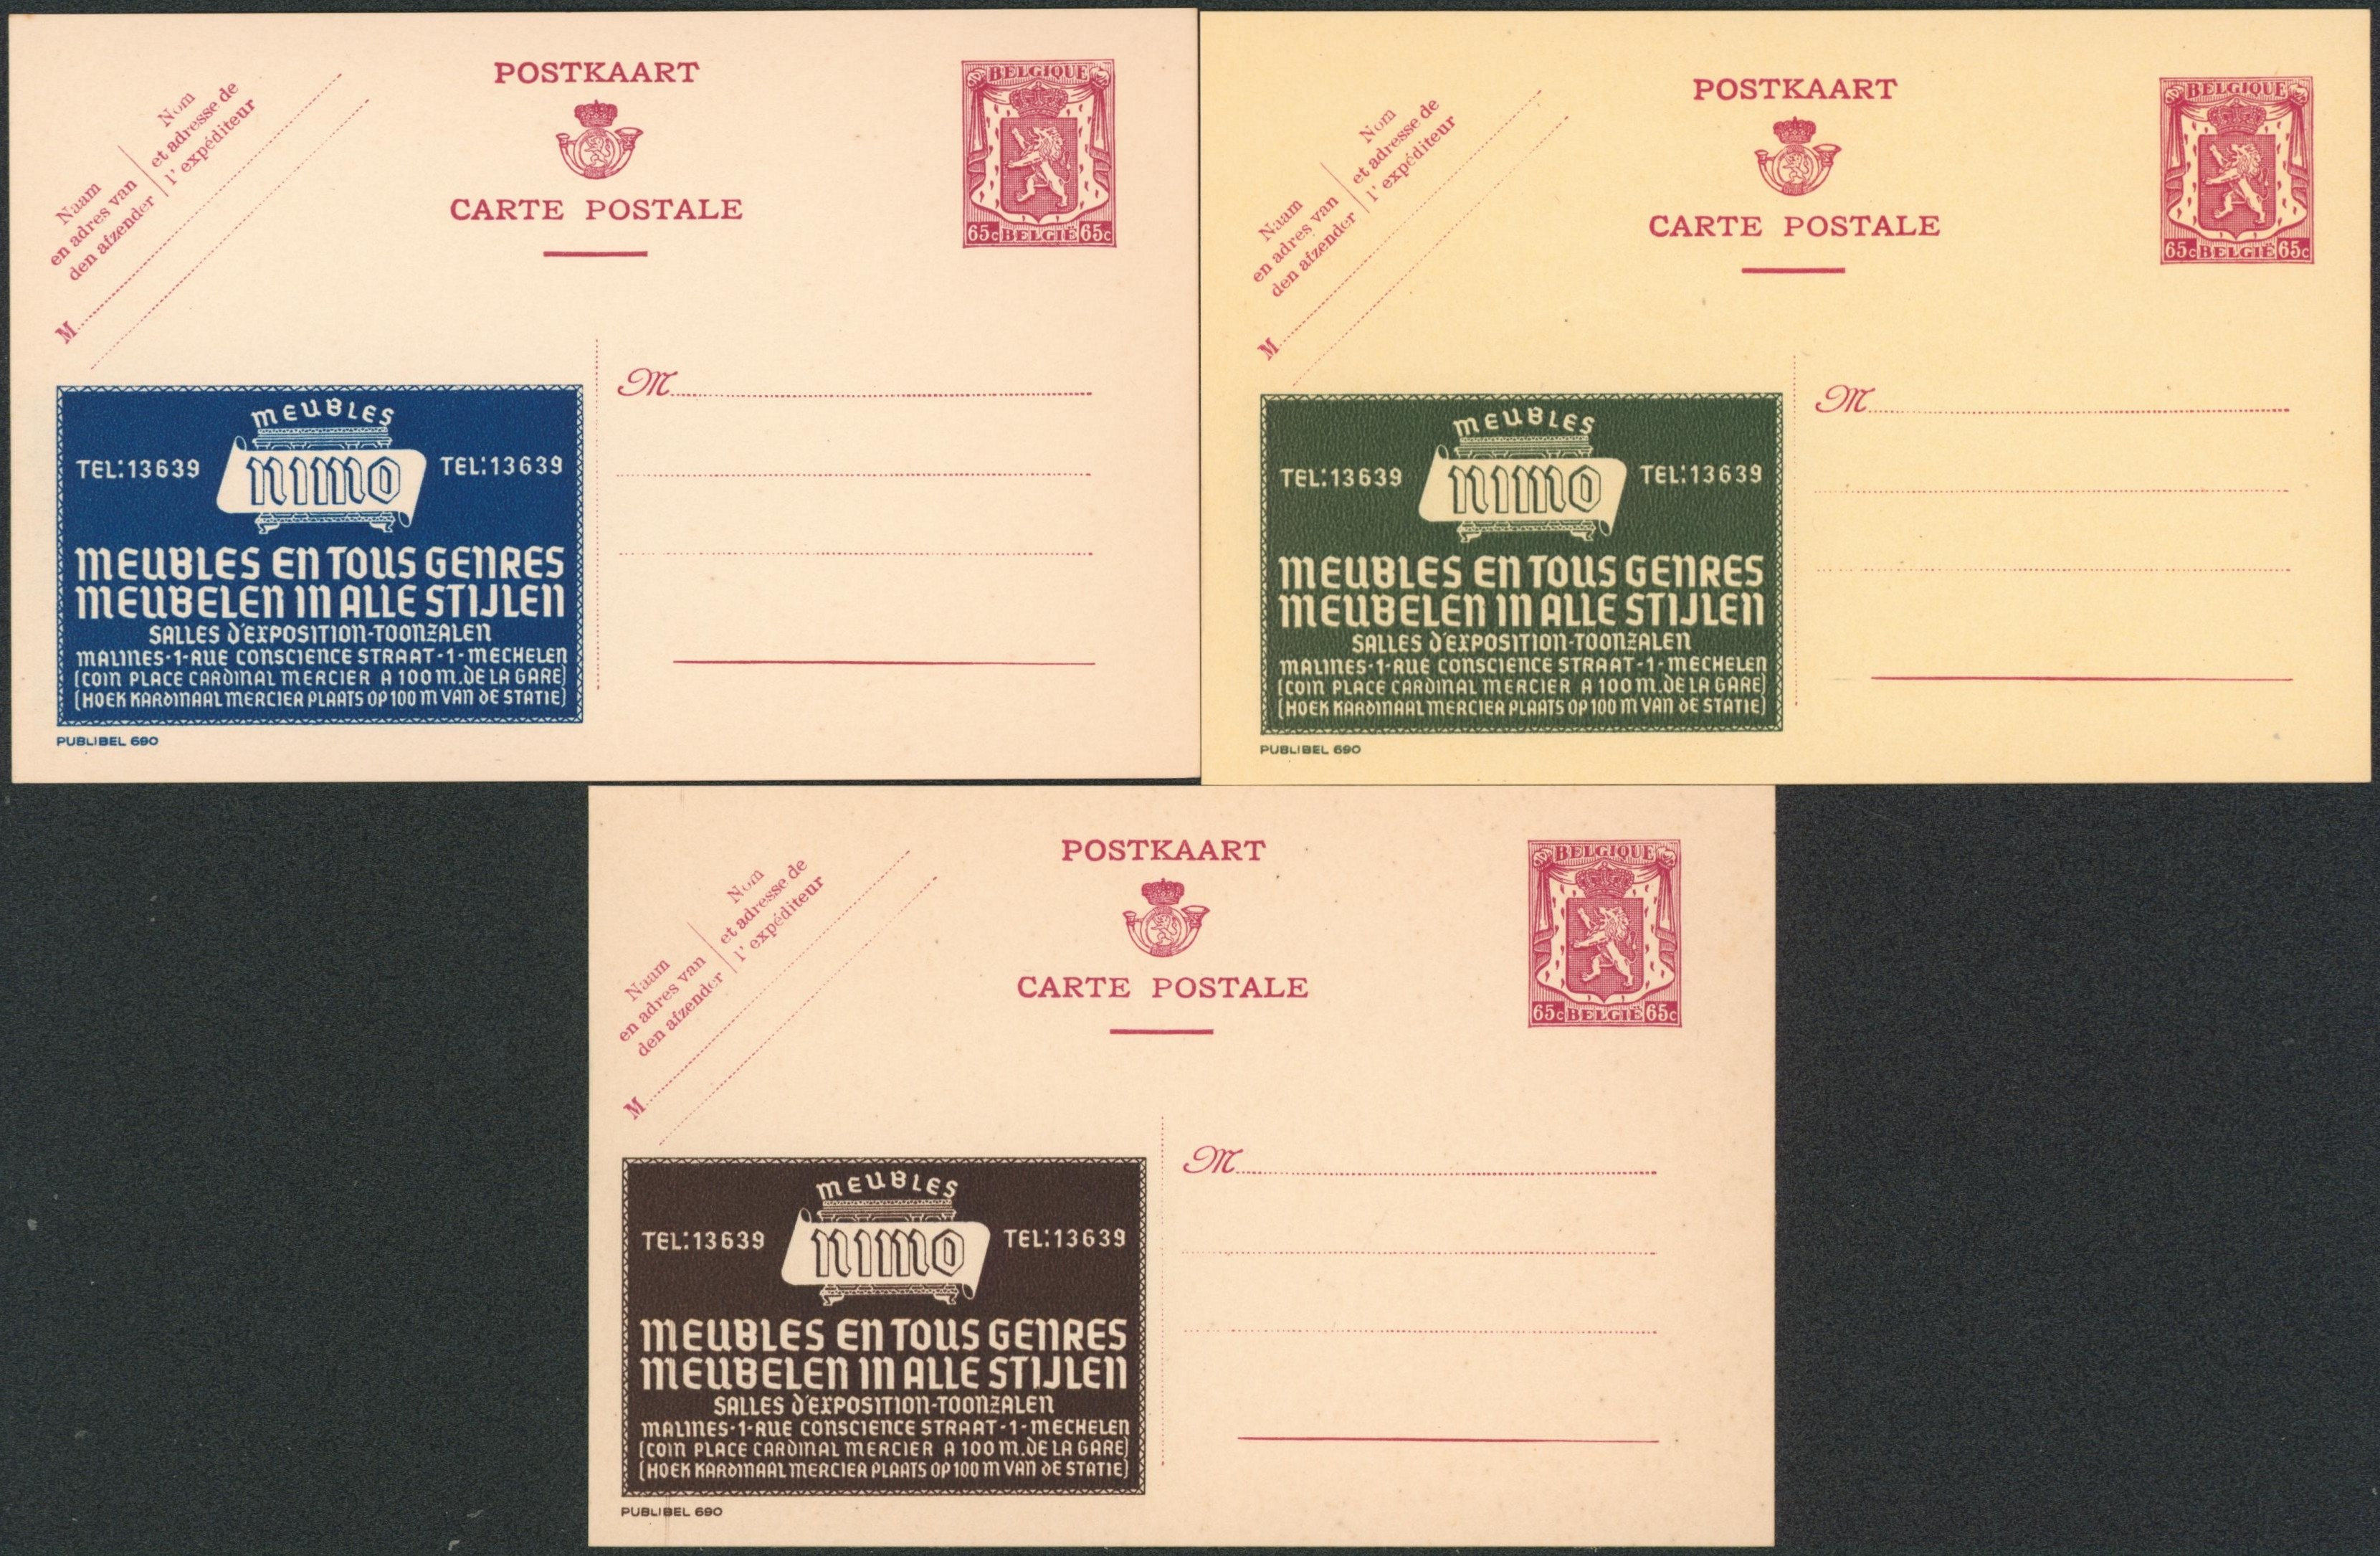 POSTKAART
CARTE POSTALE
BELGIQUE
65c BELGIË 65c
Naam
en adres van
den afzender
Nom
et adresse de
l' expéditeur
M
M
MEUBLES
TEL:13639 NIMO TEL:13639
MEUBLES EN TOUS GENRES
MEUBELEN IN ALLE STIJLEN
SALLES D'EXPOSITION-TOONZALEN
MALINES-1-RUE CONSCIENCE STRAAT-1-MECHELEN
(COIN PLACE CARDINAL MERCIER A 100 M. DE LA GARE)
(HOEK KARDINAAL MERCIER PLAATS OP 100 M VAN DE STATIE)
PUBLIBEL 690
POSTKAART
CARTE POSTALE
BELGIQUE
65c BELGIË 65c
Naam
en adres van
den afzender
Nom
et adresse de
l' expéditeur
M
M
MEUBLES
TEL:13639 NIMO TEL:13639
MEUBLES EN TOUS GENRES
MEUBELEN IN ALLE STIJLEN
SALLES D'EXPOSITION-TOONZALEN
MALINES-1-RUE CONSCIENCE STRAAT-1-MECHELEN
(COIN PLACE CARDINAL MERCIER A 100 M. DE LA GARE)
(HOEK KARDINAAL MERCIER PLAATS OP 100 M VAN DE STATIE)
PUBLIBEL 690
POSTKAART
CARTE POSTALE
BELGIQUE
65c BELGIË 65c
Naam
en adres van
den afzender
Nom
et adresse de
l' expéditeur
M
M
MEUBLES
TEL:13639 NIMO TEL:13639
MEUBLES EN TOUS GENRES
MEUBELEN IN ALLE STIJLEN
SALLES D'EXPOSITION-TOONZALEN
MALINES-1-RUE CONSCIENCE STRAAT-1-MECHELEN
(COIN PLACE CARDINAL MERCIER A 100 M. DE LA GARE)
(HOEK KARDINAAL MERCIER PLAATS OP 100 M VAN DE STATIE)
PUBLIBEL 690